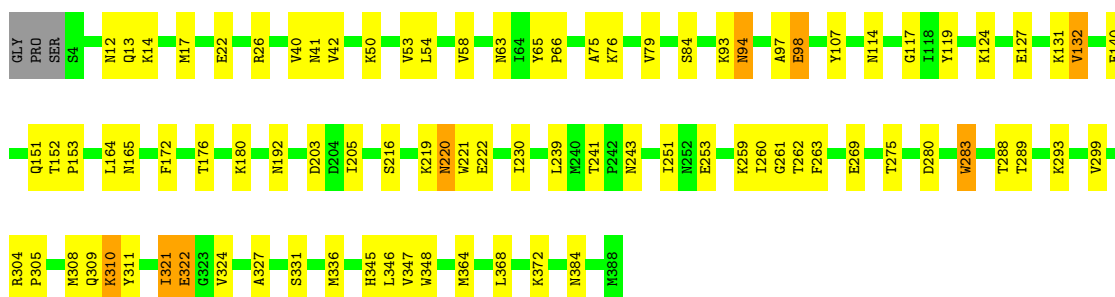 GLY PRO SER S4 N12 Q13 K14 M17 E22 R26 V40 N41 V42 K50 V53 L54 V58 N63 I64 Y65 P66 A75 K76 V79 S84 K93 N94 A97 E98 Y107 N114 G117 I118 Y119 K124 E127 K131 V132
Q151 T152 P153 L164 N165 F172 T176 K180 N192 D203 D204 I205 S216 K219 N220 W221 E222 I230 L239 M240 T241 P242 N243 I251 N252 E253 K259 I260 G261 T262 F263 E269 T275 D280 W283 T288 T289 K293 V299
R304 P305 M308 Q309 K310 Y311 I321 E322 G323 V324 A327 S331 M336 H345 L346 V347 W348 M364 L368 K372 N384 M388